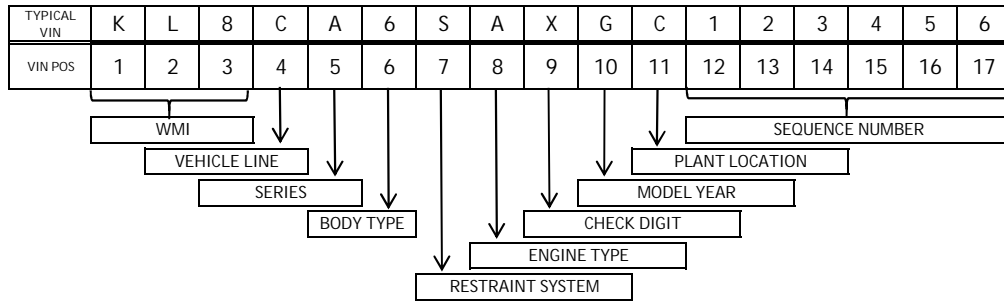 TYPICAL VIN K L 8 C A 6 S A X G C 1 2 3 4 5 6
VIN POS 1 2 3 4 5 6 7 8 9 10 11 12 13 14 15 16 17
WMI SEQUENCE NUMBER
VEHICLE LINE PLANT LOCATION
SERIES MODEL YEAR
BODY TYPE CHECK DIGIT
ENGINE TYPE
RESTRAINT SYSTEM